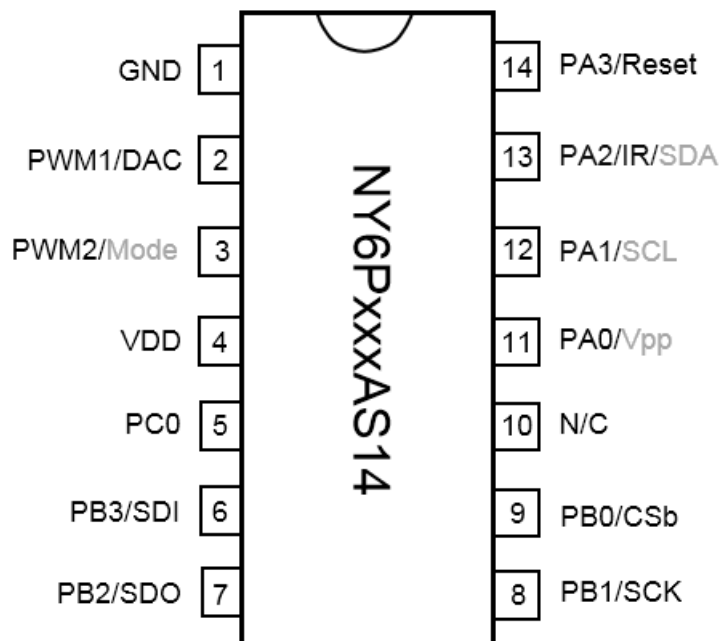 GND 1
PWM1/DAC 2
PWM2/Mode 3
VDD 4
PC0 5
PB3/SDI 6
PB2/SDO 7
NY6PxxxAS14
14 PA3/Reset
13 PA2/IR/SDA
12 PA1/SCL
11 PA0/Vpp
10 N/C
9 PB0/CSb
8 PB1/SCK